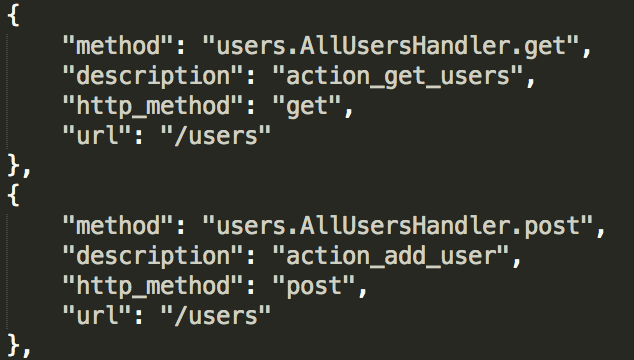 {
    "method": "users.AllUsersHandler.get",
    "description": "action_get_users",
    "http_method": "get",
    "url": "/users"
},
{
    "method": "users.AllUsersHandler.post",
    "description": "action_add_user",
    "http_method": "post",
    "url": "/users"
},